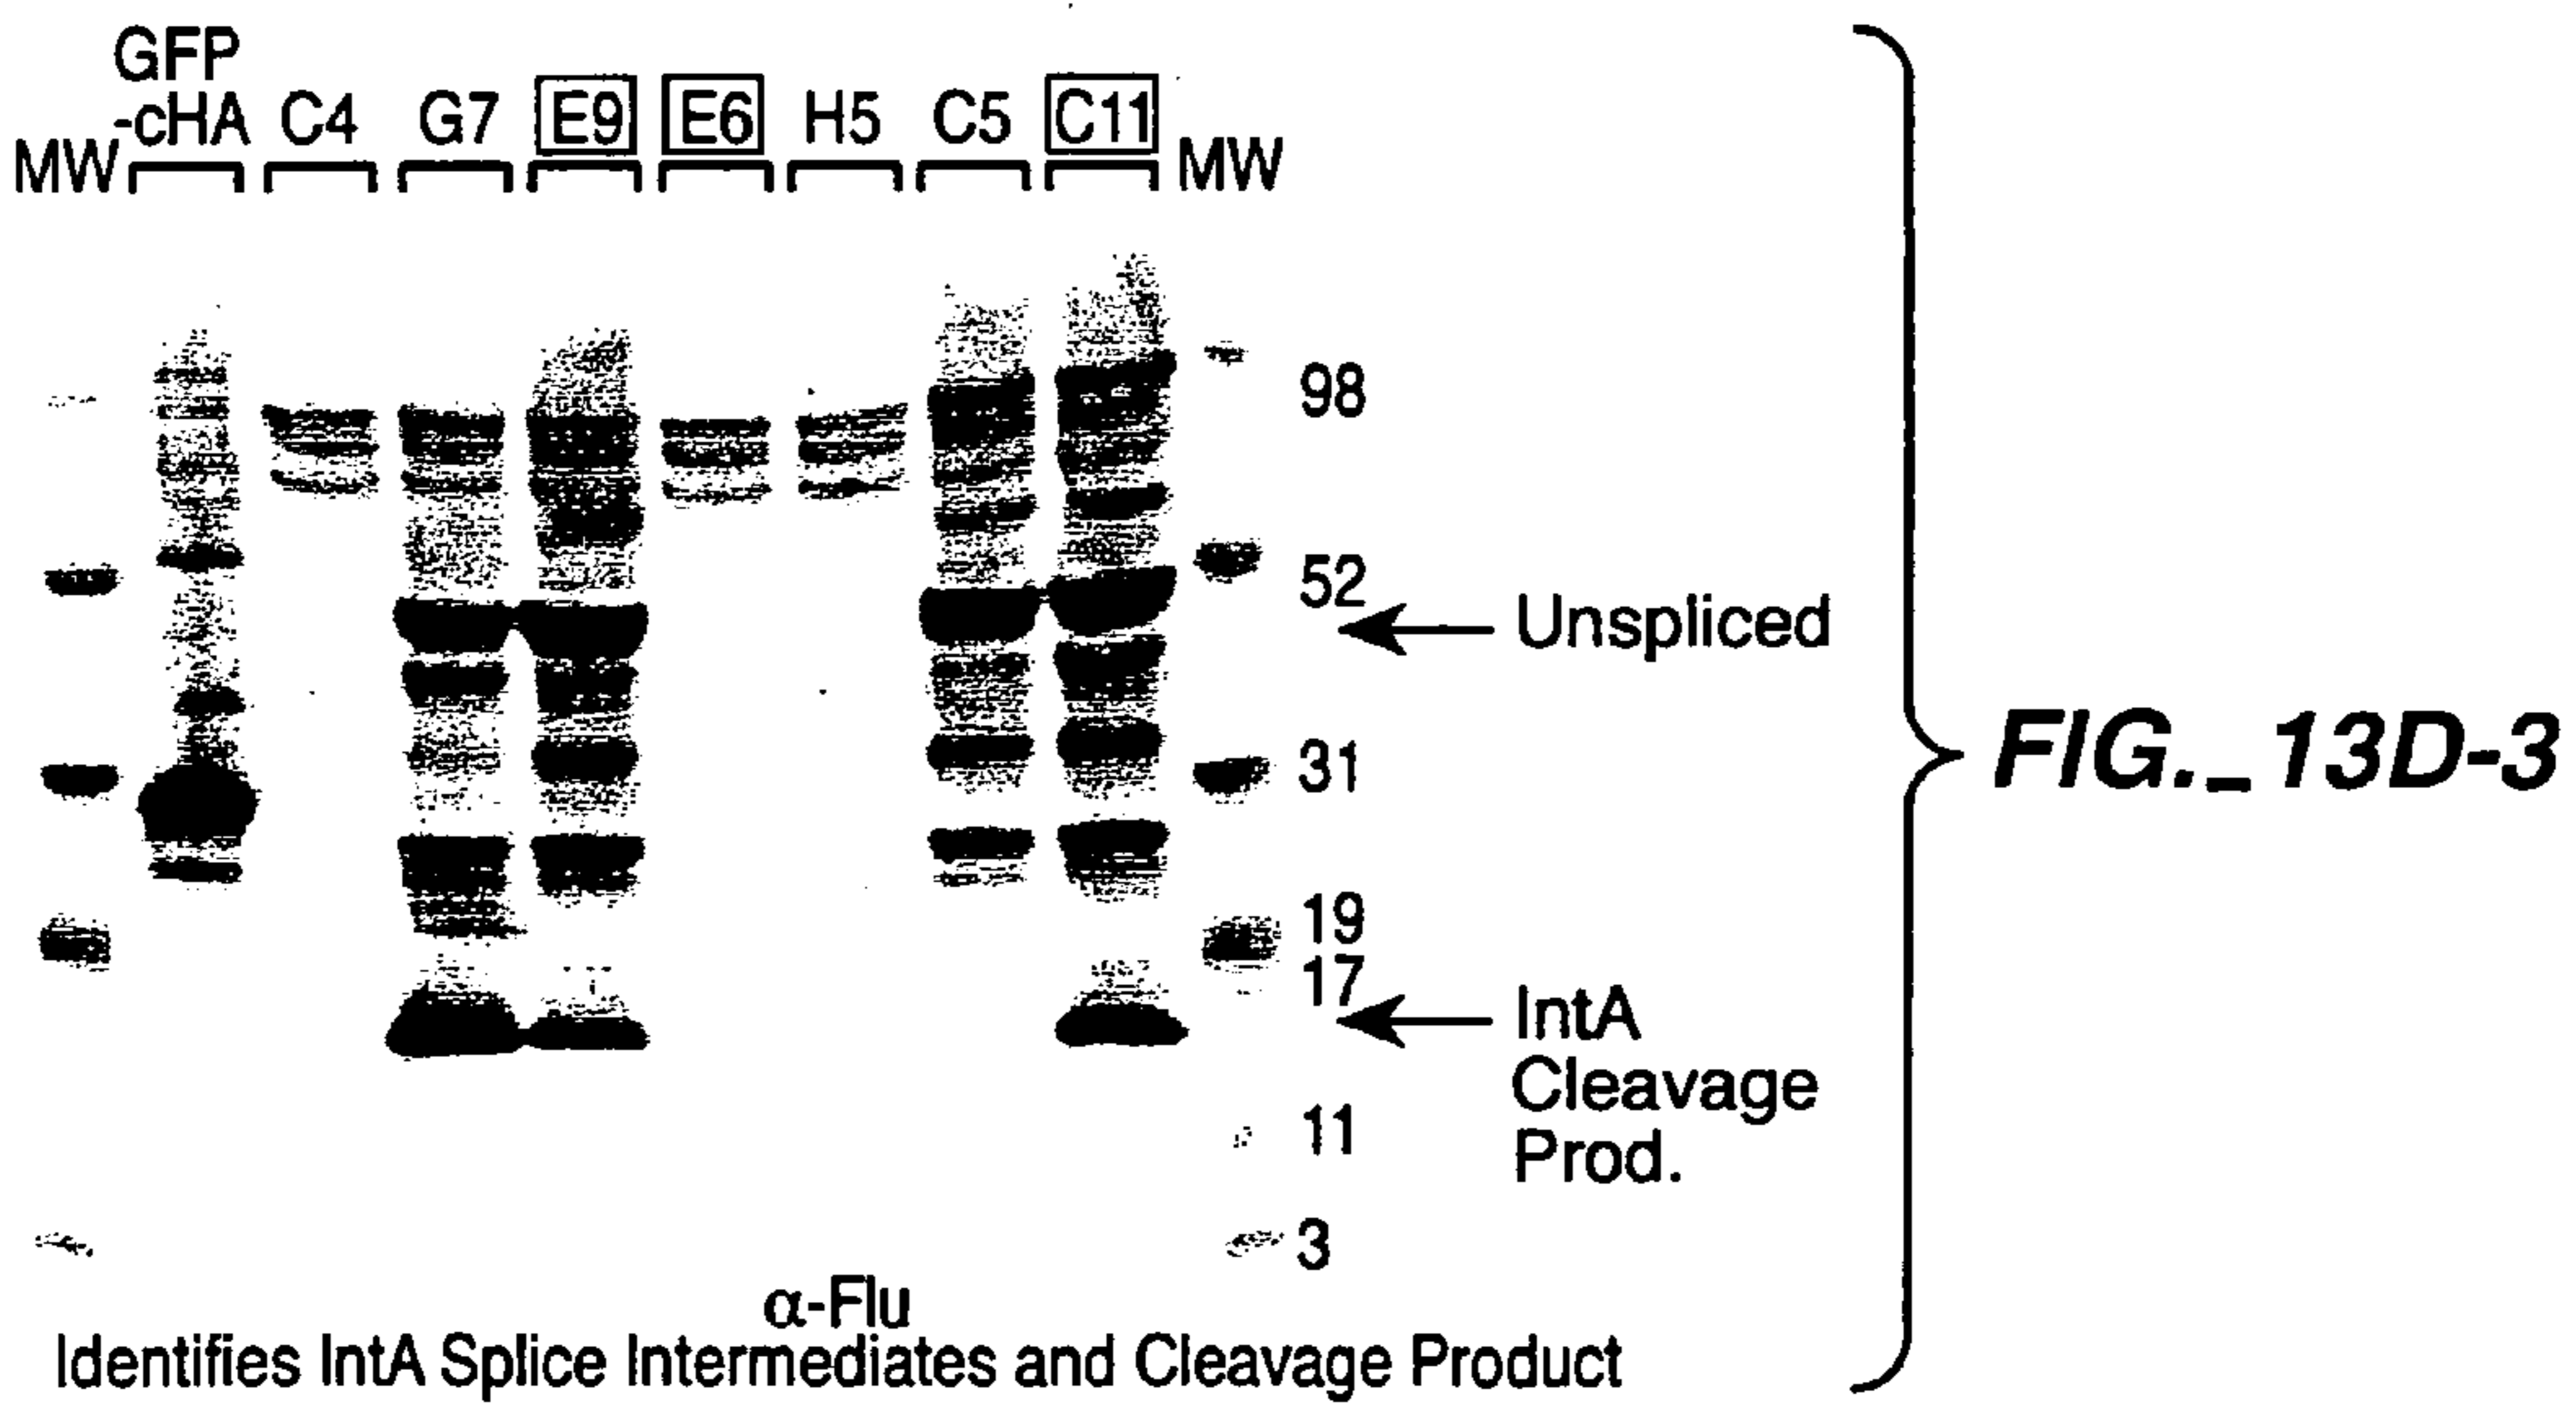 GFP
-cHA C4 G7 E9 E6 H5 C5 C11
MW MW
98
52
Unspliced
31
FIG._13D-3
19
17
IntA
Cleavage
11
Prod.
3
α-Flu
Identifies IntA Splice Intermediates and Cleavage Product